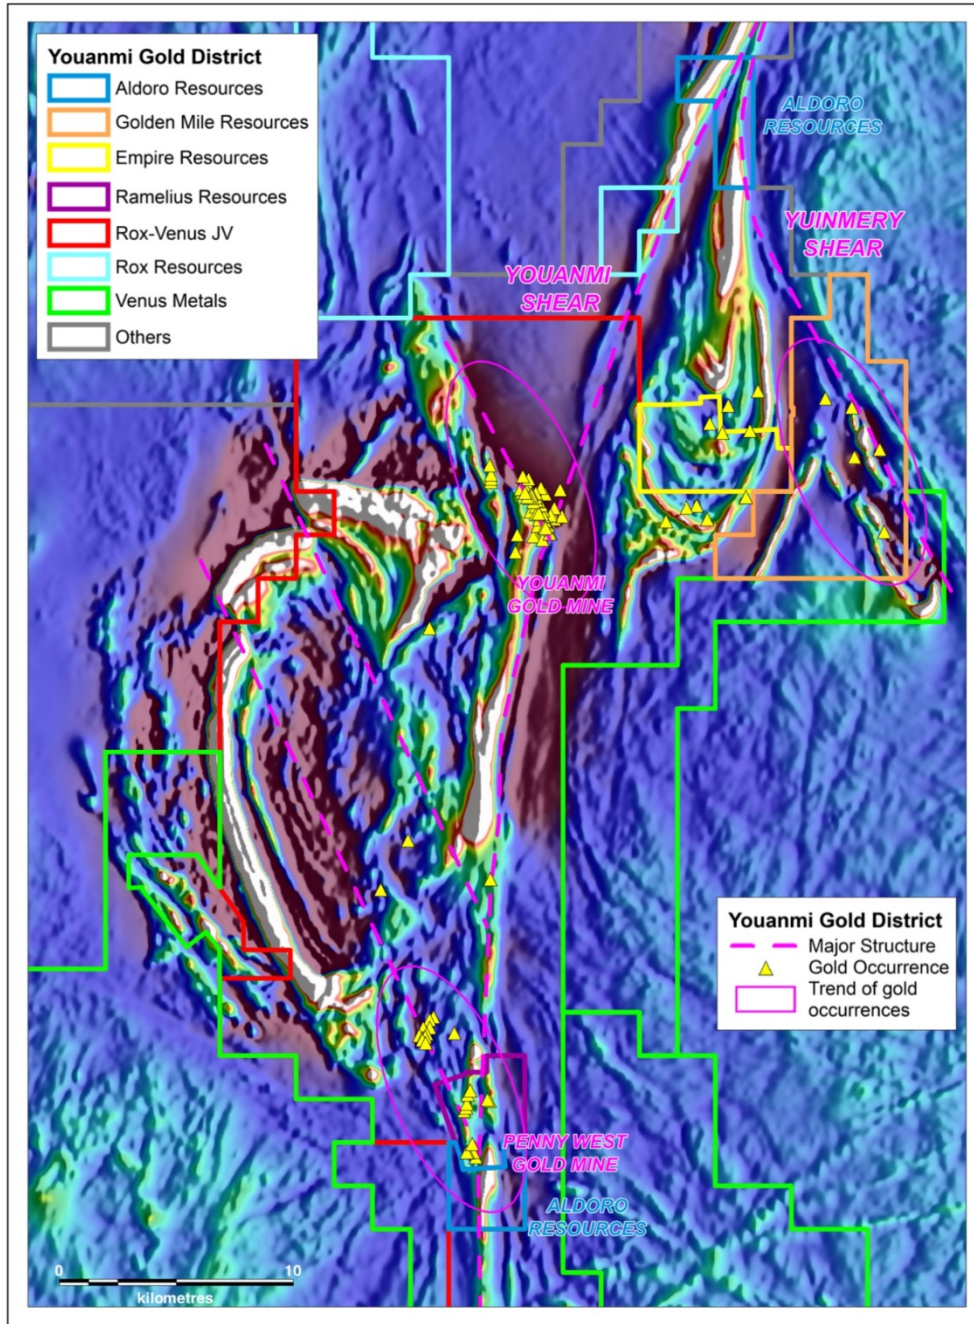 Youanmi Gold District
Aldoro Resources
Golden Mile Resources
Empire Resources
Ramelius Resources
Rox-Venus JV
Rox Resources
Venus Metals
Others
ALDORO
RESOURCES
YUINMERY
SHEAR
YOUANMI
SHEAR
YOUANMI
GOLD MINE
Youanmi Gold District
Major Structure
Gold Occurrence
Trend of gold
occurrences
PENNY WEST
GOLD MINE
ALDORO
RESOURCES
0 10
kilometres